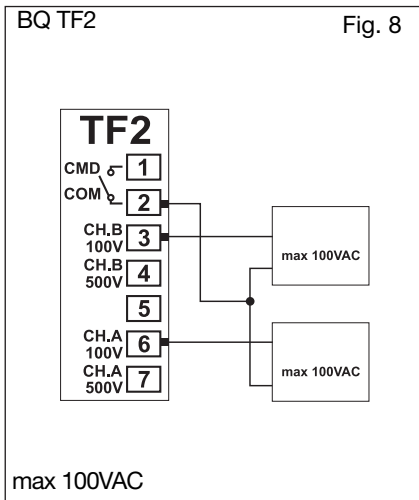 BQ TF2
Fig. 8
TF2
CMD
1
COM
2
CH.B
100V
3
CH.B
500V
4
5
CH.A
100V
6
CH.A
500V
7
max 100VAC
max 100VAC
max 100VAC